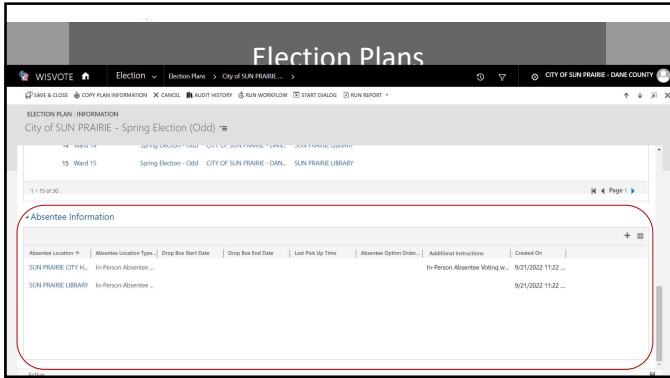 Election Plans
WISVOTE Election Election Plans > City of SUN PRAIRIE ... > CITY OF SUN PRAIRIE - DANE COUNTY
SAVE & CLOSE COPY PLAN INFORMATION CANCEL AUDIT HISTORY RUN WORKFLOW START DIALOG RUN REPORT
ELECTION PLAN : INFORMATION
City of SUN PRAIRIE - Spring Election (Odd)
14 Ward 14 Spring Election - Odd CITY OF SUN PRAIRIE - DAN... SUN PRAIRIE LIBRARY
15 Ward 15 Spring Election - Odd CITY OF SUN PRAIRIE - DAN... SUN PRAIRIE LIBRARY
1 - 15 of 30 Page 1
Absentee Information
Absentee Location Absentee Location Type... Drop Box Start Date Drop Box End Date Last Pick Up Time Absentee Option Order... Additional Instructions Created On
SUN PRAIRIE CITY H... In-Person Absentee ... In-Person Absentee Voting w... 9/21/2022 11:22 ...
SUN PRAIRIE LIBRARY In-Person Absentee ... 9/21/2022 11:22 ...
Active